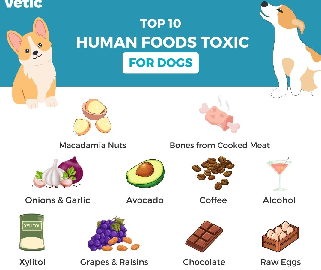 vetic
TOP 10
HUMAN FOODS TOXIC
FOR DOGS
Macadamia Nuts
Bones from Cooked Meat
Onions & Garlic
Avocado
Coffee
Alcohol
XYLITOL
Xylitol
Grapes & Raisins
Chocolate
Raw Eggs